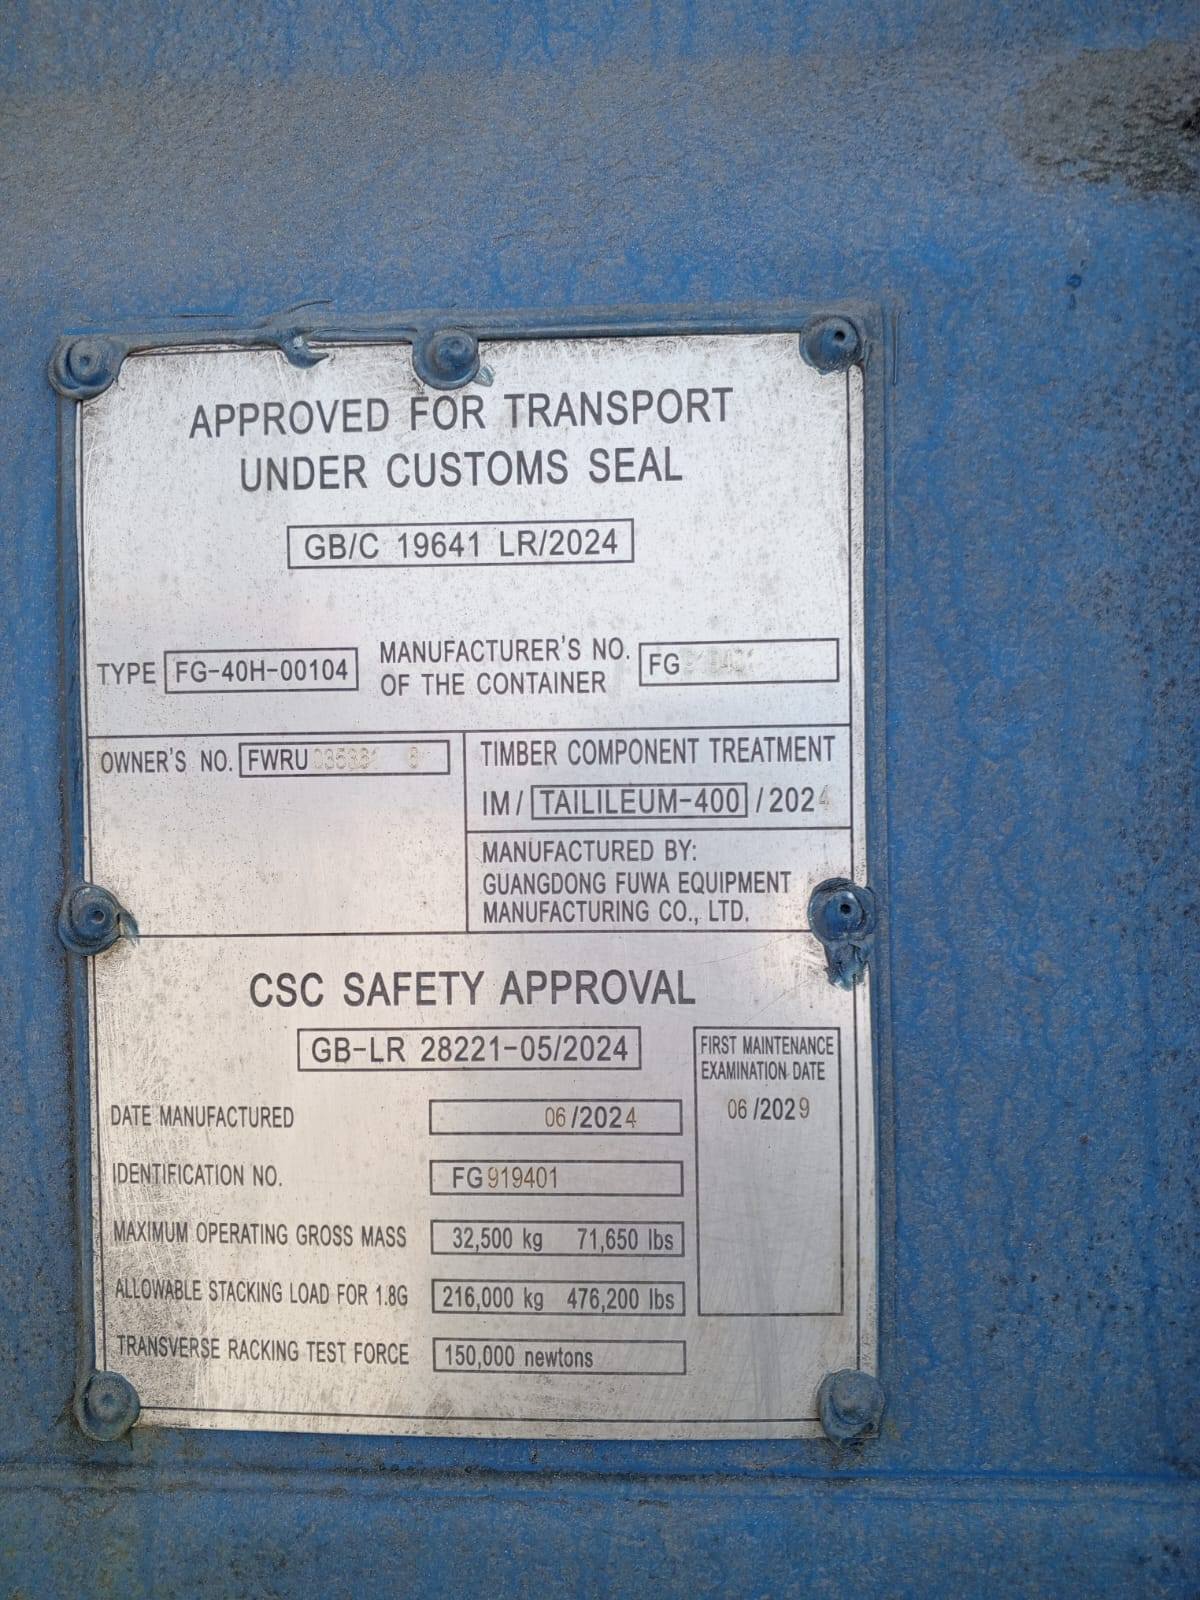 APPROVED FOR TRANSPORT
UNDER CUSTOMS SEAL
GB/C 19641 LR/2024
TYPE FG-40H-00104
MANUFACTURER'S NO.
OF THE CONTAINER
FG
OWNER'S NO. FWRU
TIMBER COMPONENT TREATMENT
IM / TAILILEUM-400 / 2024
MANUFACTURED BY:
GUANGDONG FUWA EQUIPMENT
MANUFACTURING CO., LTD.
CSC SAFETY APPROVAL
GB-LR 28221-05/2024
FIRST MAINTENANCE
EXAMINATION DATE
06 /2029
DATE MANUFACTURED 06 /2024
IDENTIFICATION NO. FG919401
MAXIMUM OPERATING GROSS MASS 32,500 kg 71,650 lbs
ALLOWABLE STACKING LOAD FOR 1.8G 216,000 kg 476,200 lbs
TRANSVERSE RACKING TEST FORCE 150,000 newtons